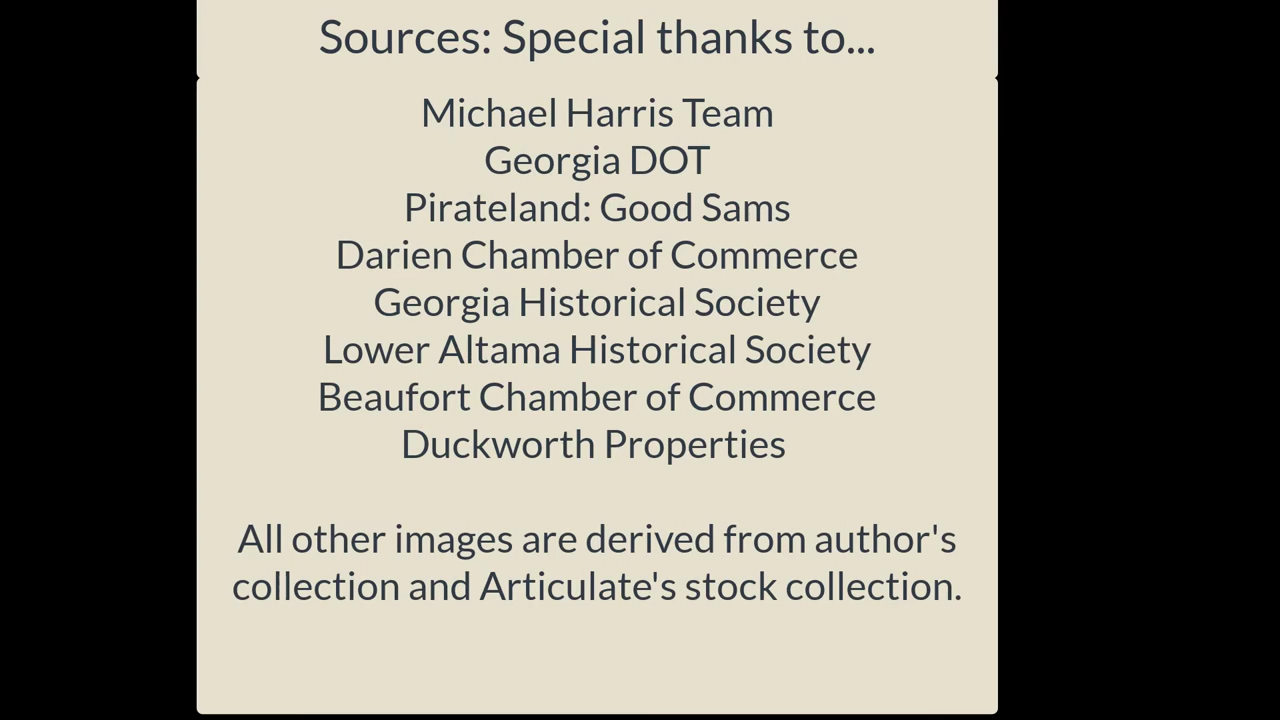 Sources: Special thanks to...
Michael Harris Team
Georgia DOT
Pirateland: Good Sams
Darien Chamber of Commerce
Georgia Historical Society
Lower Altama Historical Society
Beaufort Chamber of Commerce
Duckworth Properties
All other images are derived from author's
collection and Articulate's stock collection.